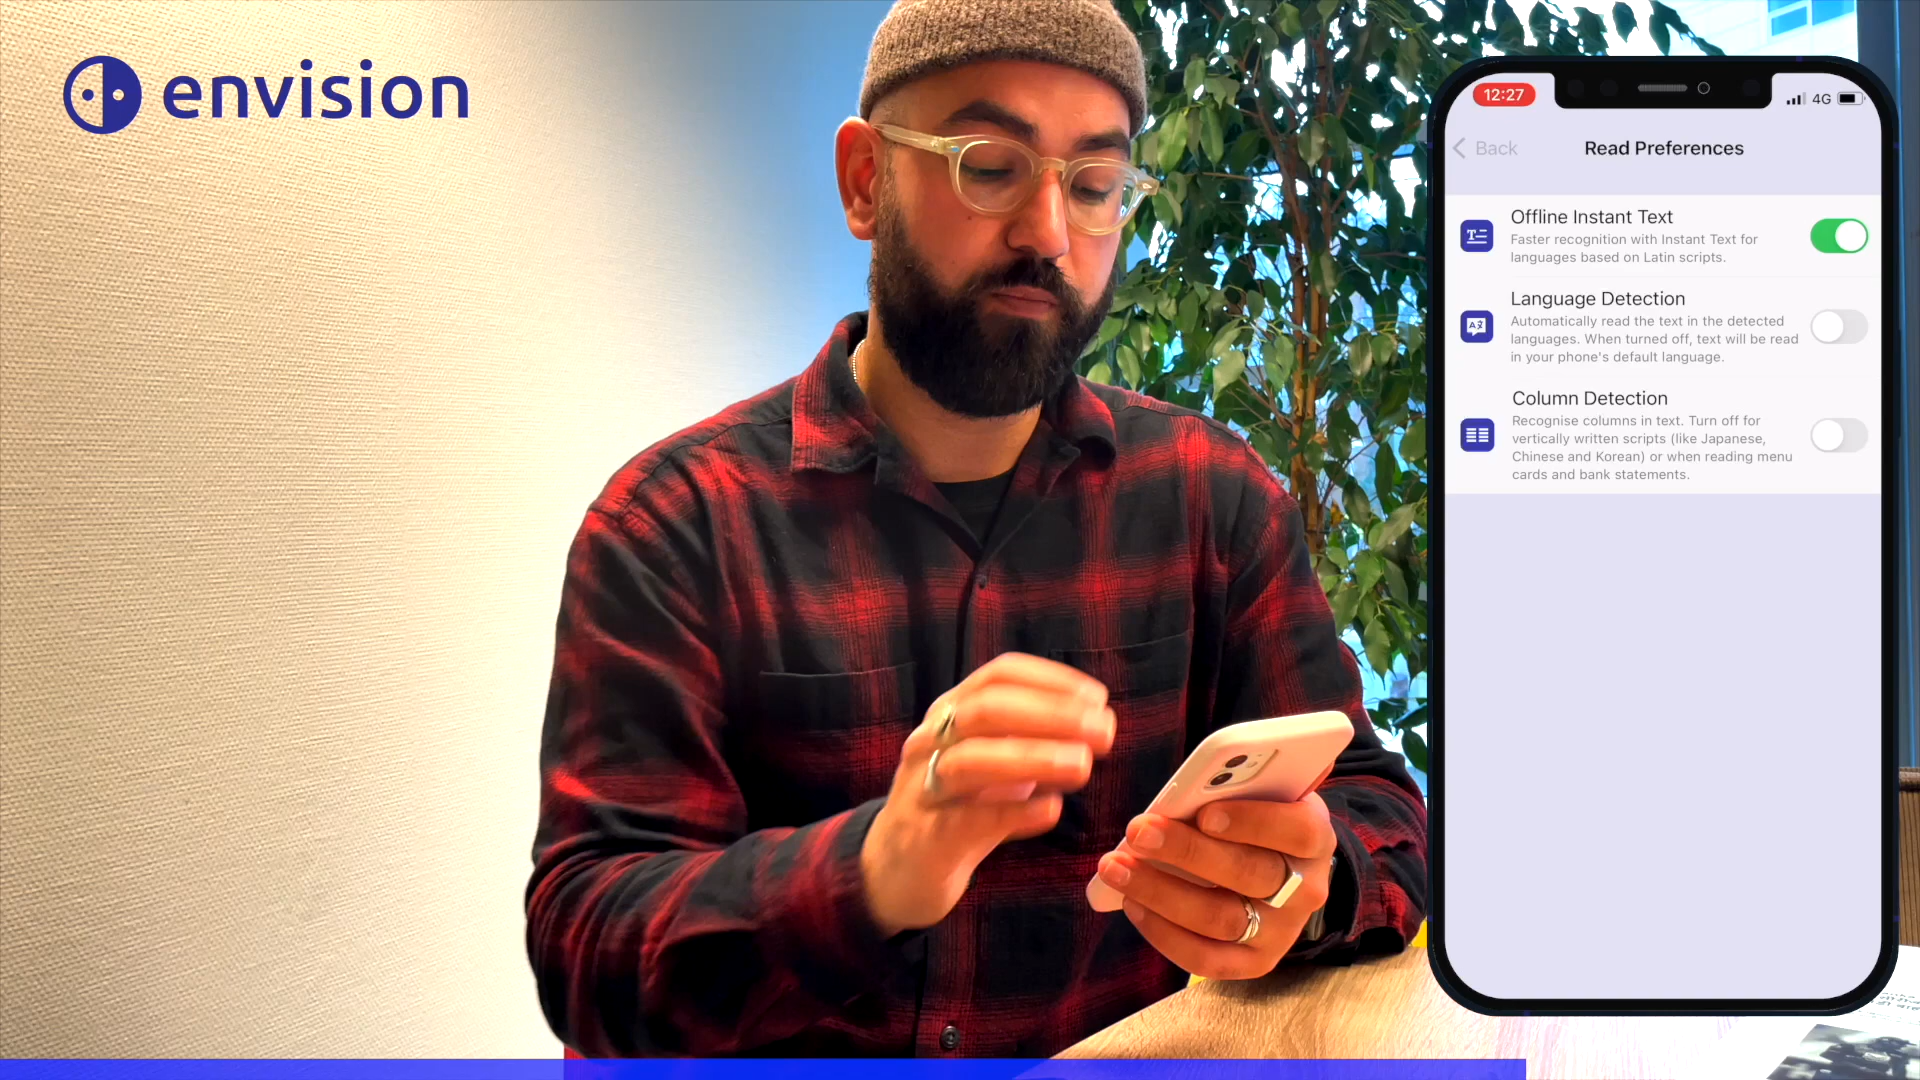 envision
12:27
4G
Back
Read Preferences
Offline Instant Text
Faster recognition with Instant Text for
languages based on Latin scripts.
Language Detection
Automatically read the text in the detected
languages. When turned off, text will be read
in your phone's default language.
Column Detection
Recognise columns in text. Turn off for
vertically written scripts (like Japanese,
Chinese and Korean) or when reading menu
cards and bank statements.